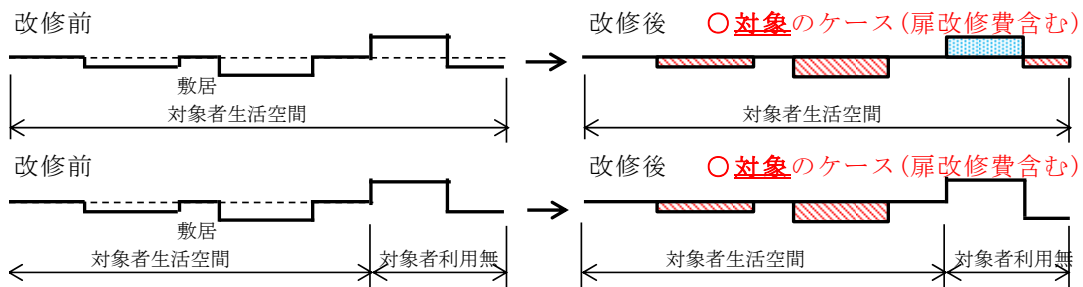 改修前
改修後 ○対象のケース(扉改修費含む)
敷居
対象者生活空間
対象者生活空間
改修前
改修後 ○対象のケース(扉改修費含む)
敷居
対象者生活空間 対象者利用無
対象者生活空間 対象者利用無